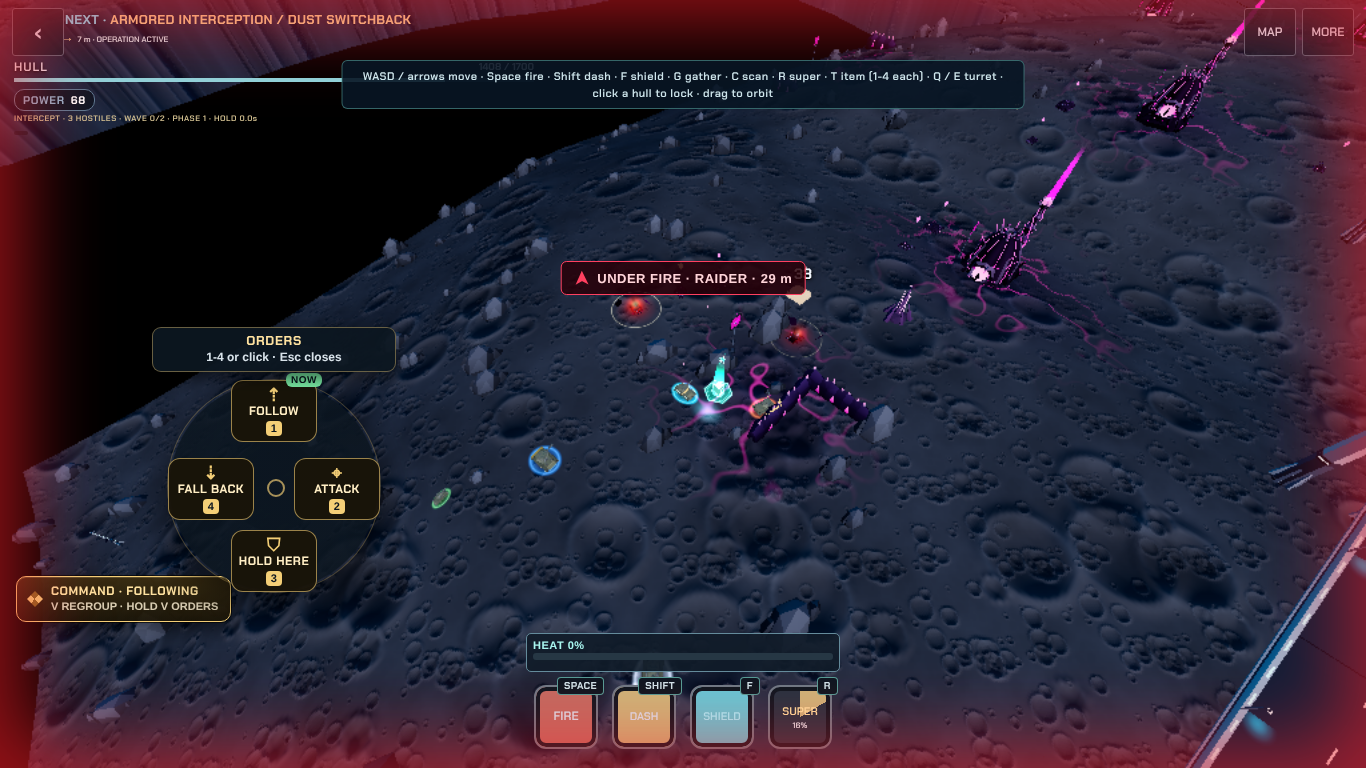 NEXT · ARMORED INTERCEPTION / DUST SWITCHBACK
→ 7 m · OPERATION ACTIVE
MAP
MORE
HULL
1409 / 1700
WASD / arrows move · Space fire · Shift dash · F shield · G gather · C scan · R super · T item (1-4 each) · Q / E turret ·
click a hull to lock · drag to orbit
POWER 68
INTERCEPT · 3 HOSTILES · WAVE 0/2 · PHASE 1 · HOLD 0.0s
UNDER FIRE · RAIDER · 29 m
ORDERS
1-4 or click · Esc closes
NOW
FOLLOW
1
FALL BACK
4
ATTACK
2
HOLD HERE
3
COMMAND · FOLLOWING
V REGROUP · HOLD V ORDERS
HEAT 0%
SPACE
FIRE
SHIFT
DASH
F
SHIELD
R
SUPER
16%